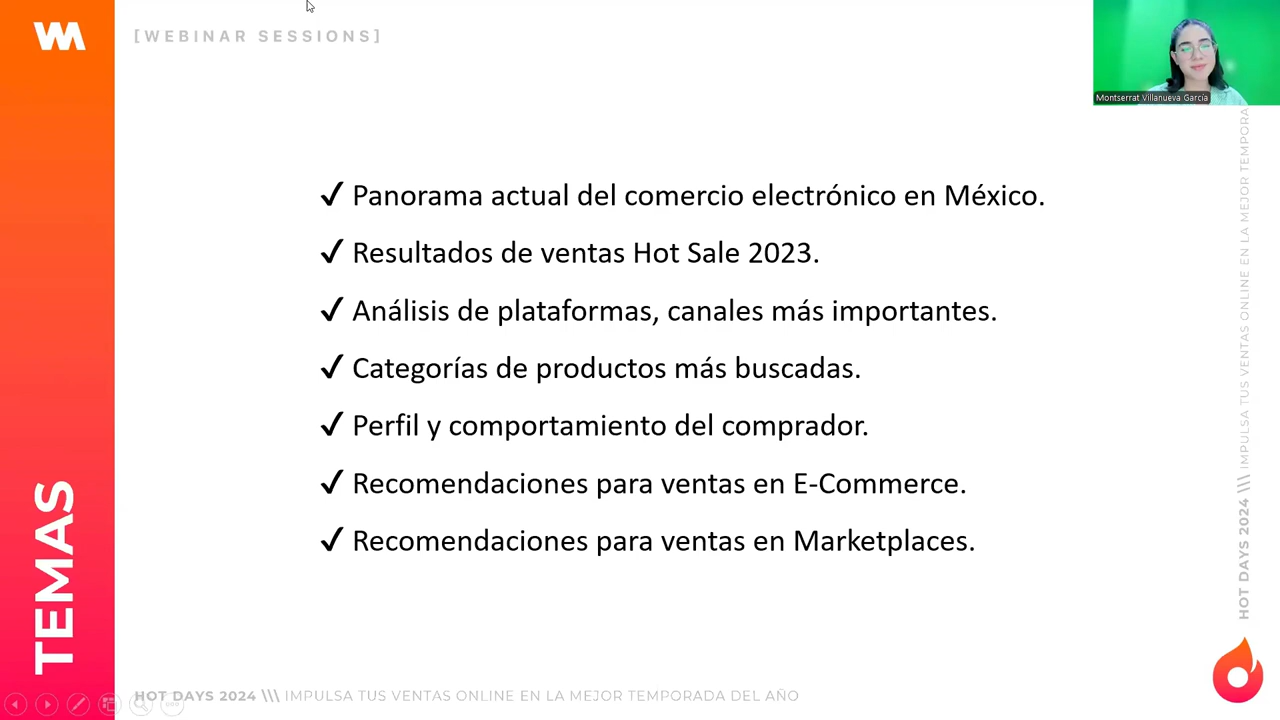 [WEBINAR SESSIONS]
Montserrat Villanueva García
✓ Panorama actual del comercio electrónico en México.
✓ Resultados de ventas Hot Sale 2023.
✓ Análisis de plataformas, canales más importantes.
✓ Categorías de productos más buscadas.
✓ Perfil y comportamiento del comprador.
✓ Recomendaciones para ventas en E-Commerce.
✓ Recomendaciones para ventas en Marketplaces.
TEMAS
HOT DAYS 2024 \\\ IMPULSA TUS VENTAS ONLINE EN LA MEJOR TEMPORADA DEL AÑO
HOT DAYS 2024 \\\ IMPULSA TUS VENTAS ONLINE EN LA MEJOR TEMPORA